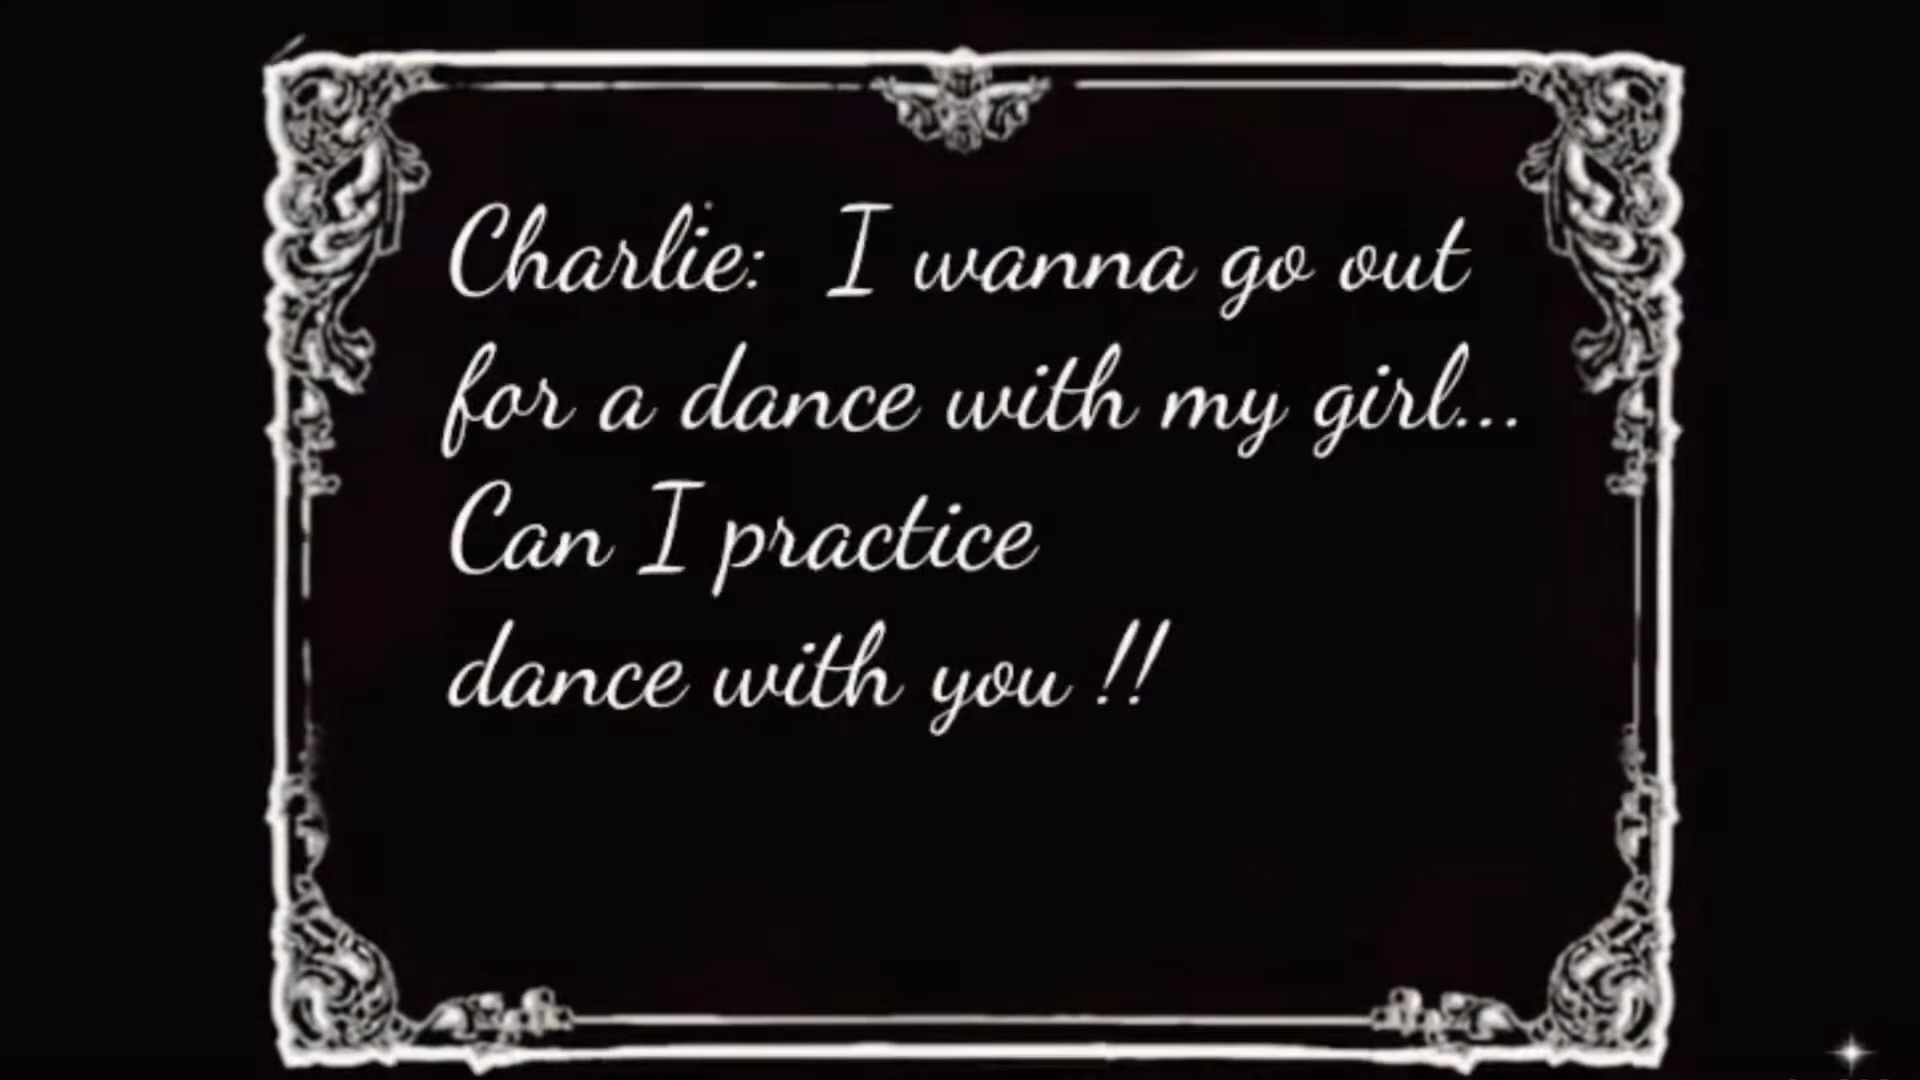 Charlie: I wanna go out
for a dance with my girl...
Can I practice
dance with you !!